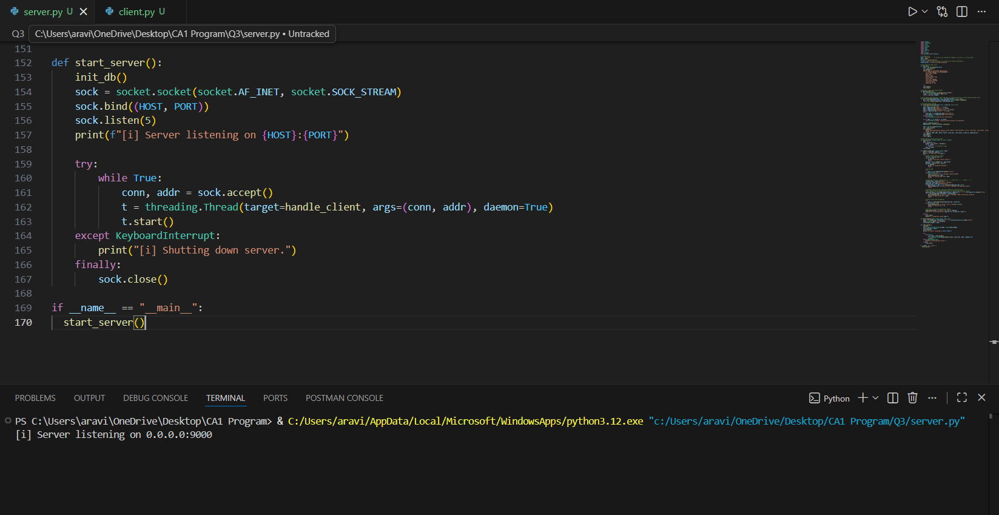 server.py U
client.py U
Q3
C:\Users\aravi\OneDrive\Desktop\CA1 Program\Q3\server.py • Untracked
151
152 def start_server():
153 init_db()
154 sock = socket.socket(socket.AF_INET, socket.SOCK_STREAM)
155 sock.bind((HOST, PORT))
156 sock.listen(5)
157 print(f"[i] Server listening on {HOST}:{PORT}")
158
159 try:
160 while True:
161 conn, addr = sock.accept()
162 t = threading.Thread(target=handle_client, args=(conn, addr), daemon=True)
163 t.start()
164 except KeyboardInterrupt:
165 print("[i] Shutting down server.")
166 finally:
167 sock.close()
168
169 if __name__ == "__main__":
170 start_server()
PROBLEMS OUTPUT DEBUG CONSOLE TERMINAL PORTS POSTMAN CONSOLE
Python
PS C:\Users\aravi\OneDrive\Desktop\CA1 Program> & C:/Users/aravi/AppData/Local/Microsoft/WindowsApps/python3.12.exe "c:/Users/aravi/OneDrive/Desktop/CA1 Program/Q3/server.py"
[i] Server listening on 0.0.0.0:9000